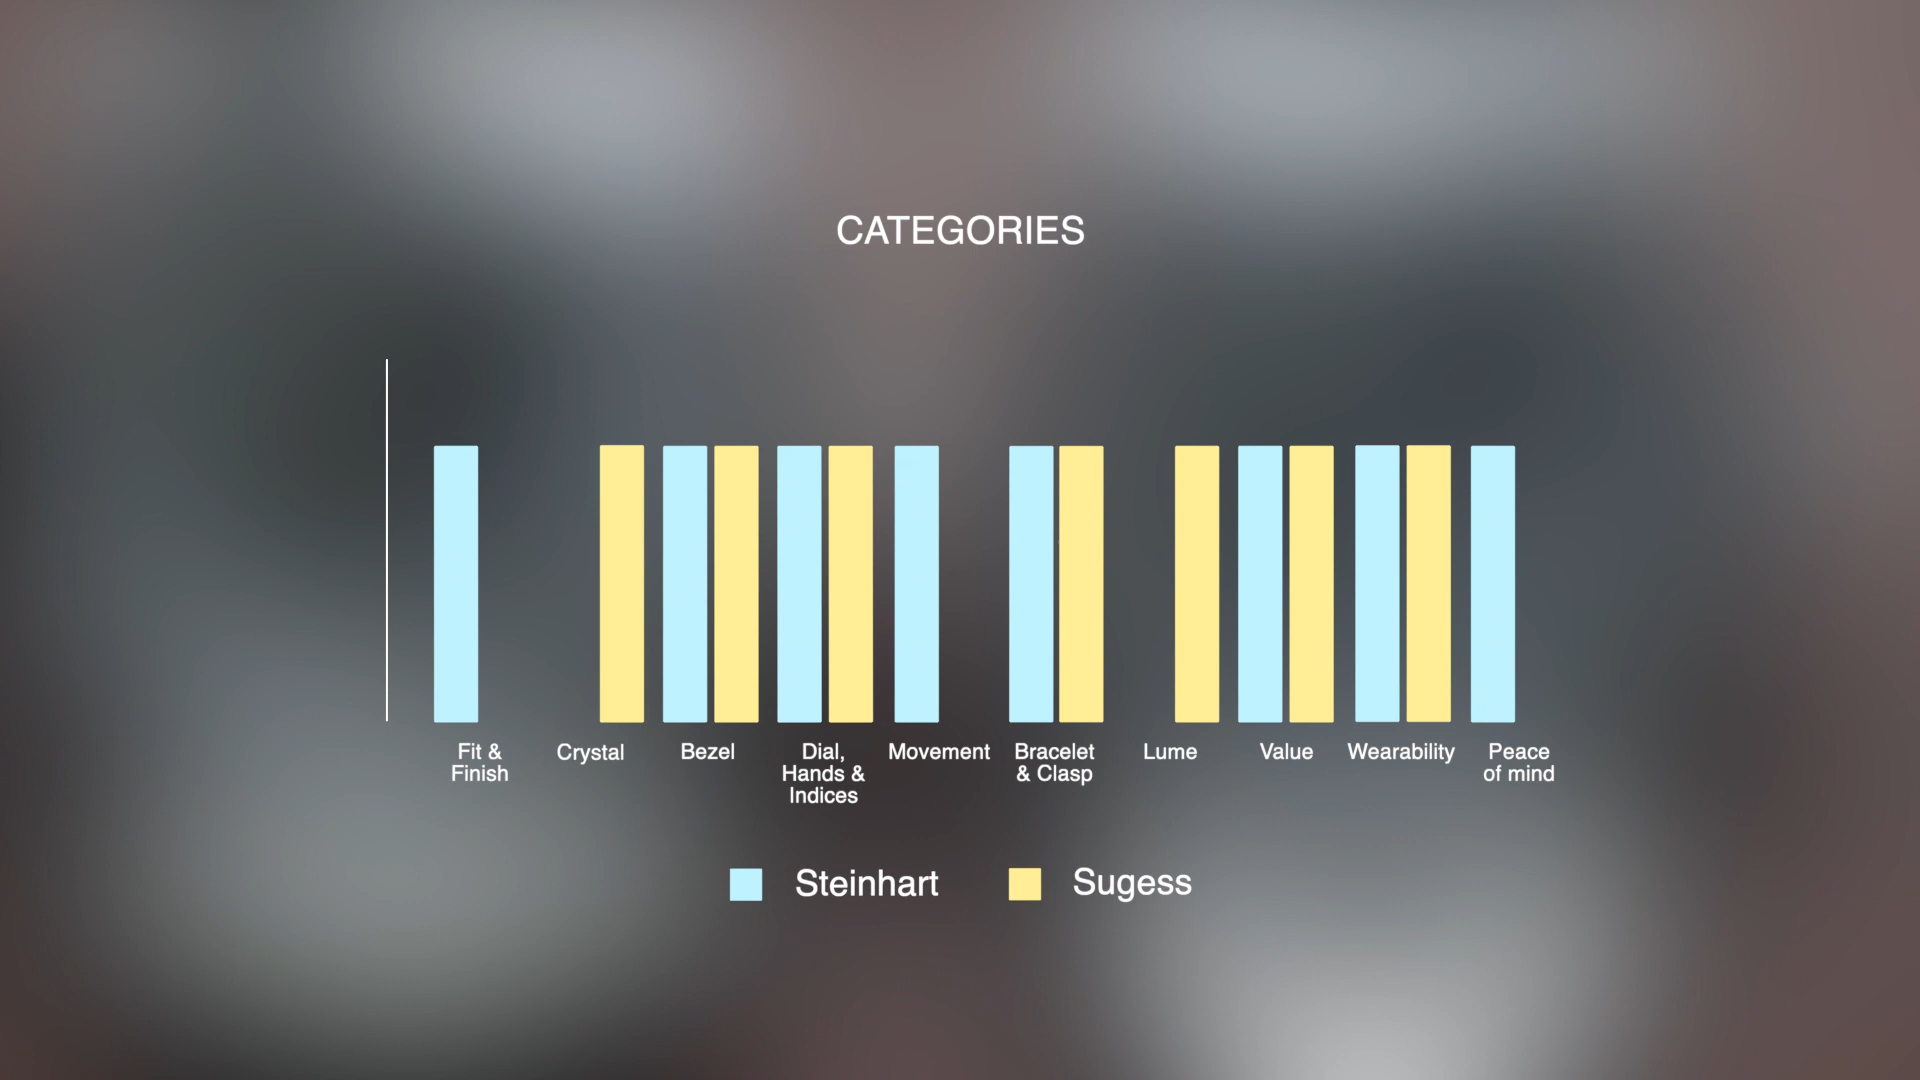 CATEGORIES
Fit &
Finish
Crystal
Bezel
Dial,
Hands &
Indices
Movement
Bracelet
& Clasp
Lume
Value
Wearability
Peace
of mind
Steinhart
Sugess